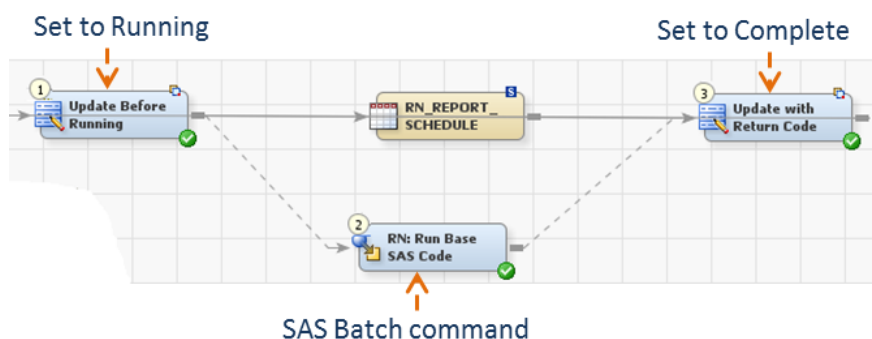 Set to Running
Set to Complete
1
Update Before
Running
S
RN_REPORT_
SCHEDULE
3
Update with
Return Code
2
RN: Run Base
SAS Code
SAS Batch command